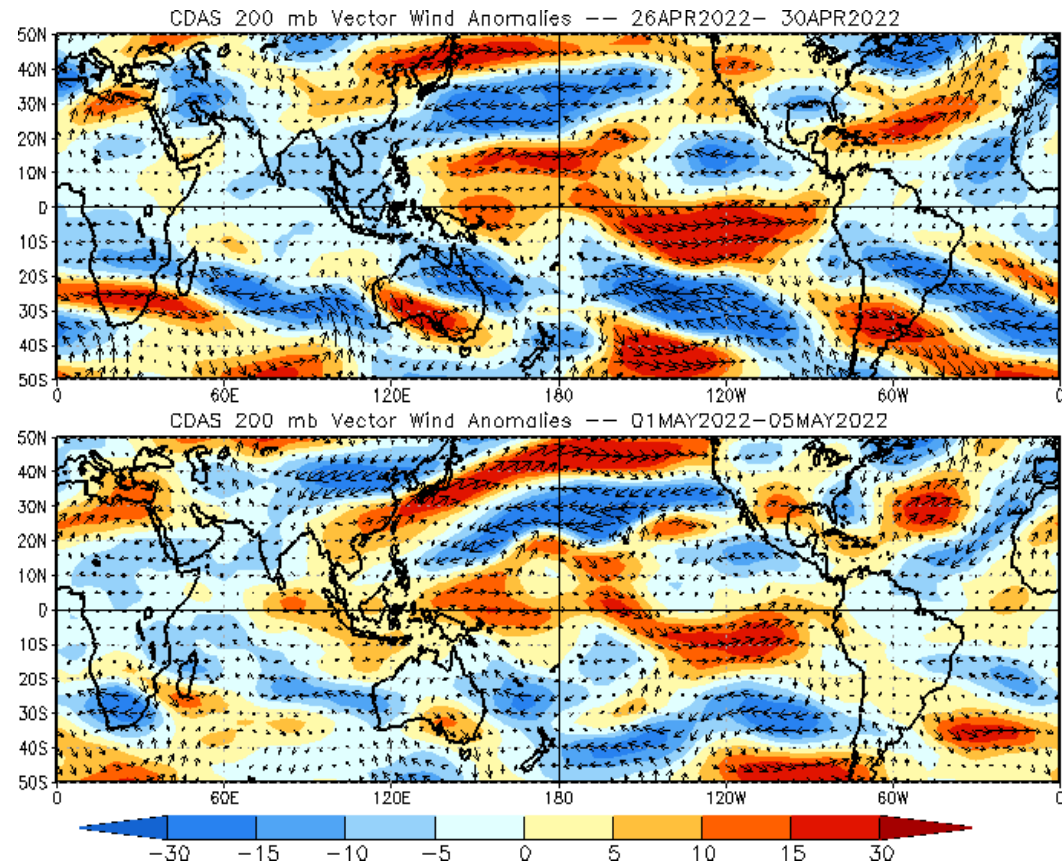 CDAS 200 mb Vector Wind Anomalies -- 26APR2022- 30APR2022
50N
40N
30N
20N
10N
0
10S
20S
30S
40S
50S
0 60E 120E 180 120W 60W 0
CDAS 200 mb Vector Wind Anomalies -- 01MAY2022-05MAY2022
50N
40N
30N
20N
10N
0
10S
20S
30S
40S
50S
0 60E 120E 180 120W 60W 0
-30 -15 -10 -5 0 5 10 15 30